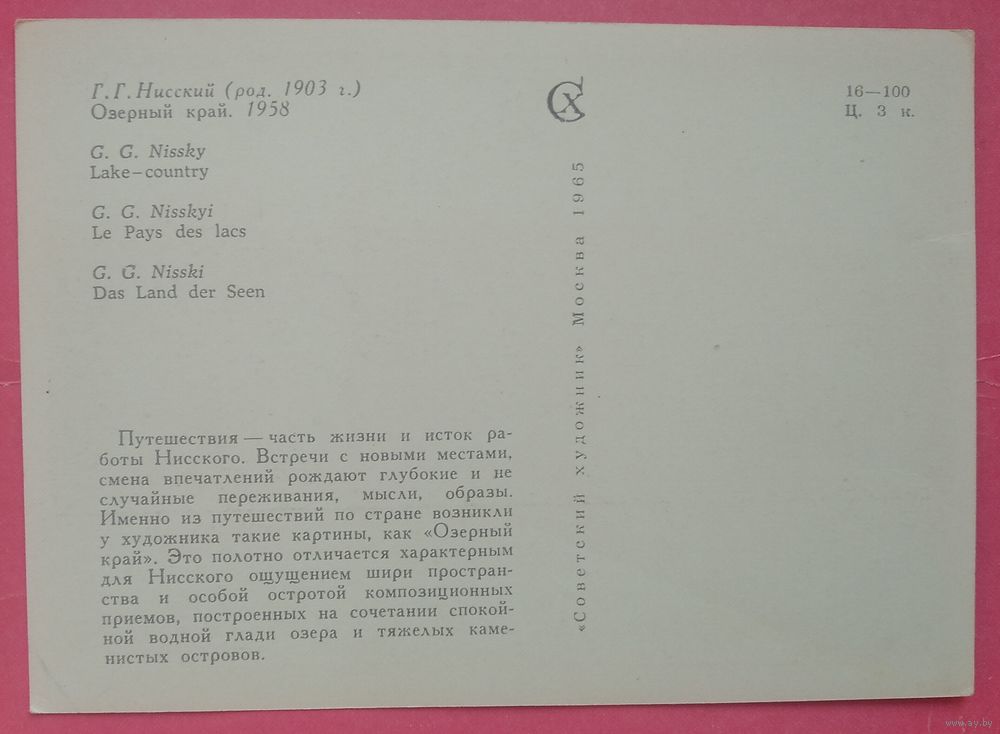 Г. Г. Нисский (род. 1903 г.)
Озерный край. 1958
G. G. Nissky
Lake-country
G. G. Nisskyi
Le Pays des lacs
G. G. Nisski
Das Land der Seen
Путешествия — часть жизни и исток ра-
боты Нисского. Встречи с новыми местами,
смена впечатлений рождают глубокие и не
случайные переживания, мысли, образы.
Именно из путешествий по стране возникли
у художника такие картины, как «Озерный
край». Это полотно отличается характерным
для Нисского ощущением шири простран-
ства и особой остротой композиционных
приемов, построенных на сочетании спокой-
ной водной глади озера и тяжелых каме-
нистых островов.
СХ
«Советский художник» Москва 1965
16—100
Ц. 3 к.
www.ay.by